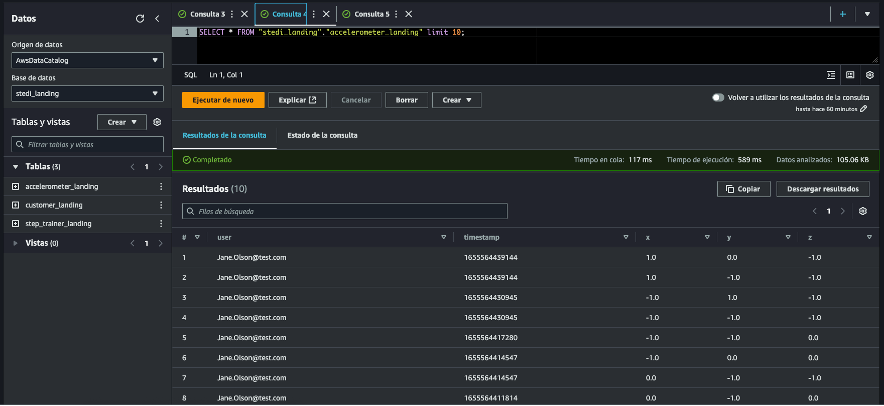 Datos
Origen de datos
AwsDataCatalog
Base de datos
stedi_landing
Tablas y vistas
Crear
Filtrar tablas y vistas
Tablas (3)
1
accelerometer_landing
customer_landing
step_trainer_landing
Vistas (0)
1
Consulta 3
Consulta 4
Consulta 5
1 SELECT * FROM "stedi_landing"."accelerometer_landing" limit 10;
SQL Ln 1, Col 1
Ejecutar de nuevo Explicar Cancelar Borrar Crear
Volver a utilizar los resultados de la consulta
hasta hace 60 minutos
Resultados de la consulta Estado de la consulta
Completado Tiempo en cola: 117 ms Tiempo de ejecución: 589 ms Datos analizados: 105.06 KB
Resultados (10) Copiar Descargar resultados
Filas de búsqueda 1
# user timestamp x y z
1 Jane.Olson@test.com 1655564439144 1.0 0.0 -1.0
2 Jane.Olson@test.com 1655564439144 1.0 -1.0 -1.0
3 Jane.Olson@test.com 1655564430945 -1.0 1.0 -1.0
4 Jane.Olson@test.com 1655564430945 -1.0 -1.0 -1.0
5 Jane.Olson@test.com 1655564417280 -1.0 -1.0 0.0
6 Jane.Olson@test.com 1655564414547 -1.0 0.0 0.0
7 Jane.Olson@test.com 1655564414547 0.0 -1.0 -1.0
8 Jane.Olson@test.com 1655564411814 0.0 -1.0 0.0